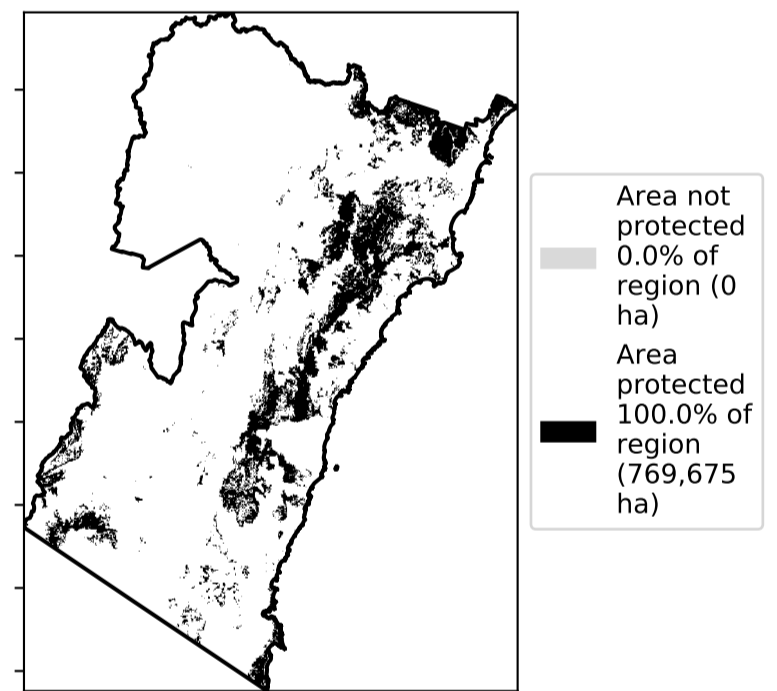 Area not
protected
0.0% of
region (0
ha)
Area
protected
100.0% of
region
(769,675
ha)